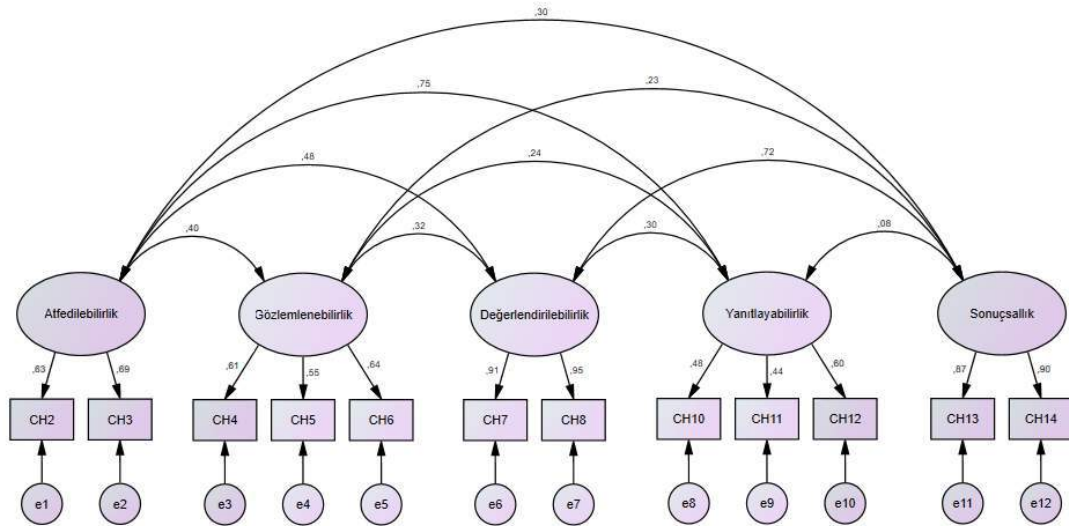 ,30
,75
,23
,48
,24
,72
,40
,32
,30
,08
Atfedilebilirlik
Gözlemlenebilirlik
Değerlendirilebilirlik
Yanıtlayabilirlik
Sonuçsallık
,63
,69
,61
,55
,64
,91
,95
,48
,44
,60
,87
,90
CH2
CH3
CH4
CH5
CH6
CH7
CH8
CH10
CH11
CH12
CH13
CH14
e1
e2
e3
e4
e5
e6
e7
e8
e9
e10
e11
e12